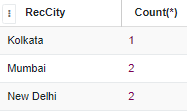 RecCity Count(*)
Kolkata 1
Mumbai 2
New Delhi 2